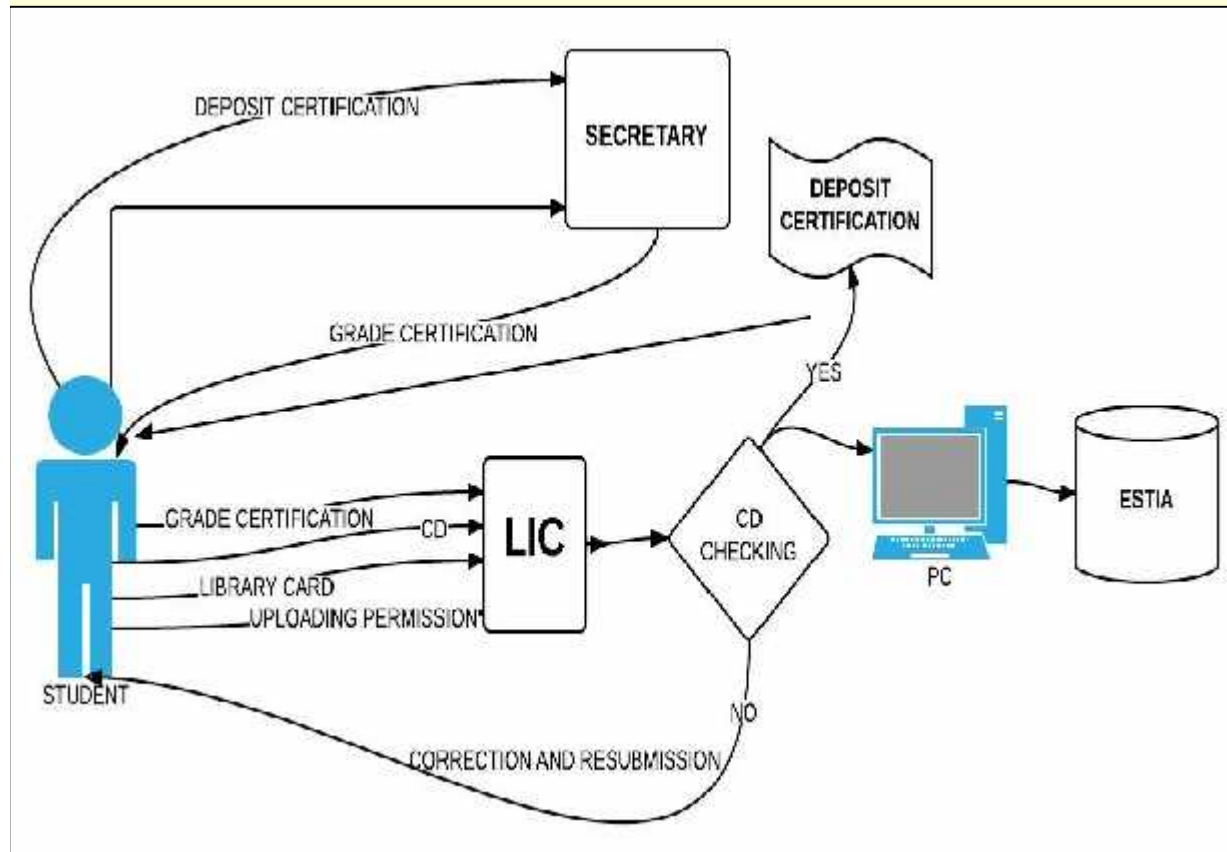 DEPOSIT CERTIFICATION
SECRETARY
DEPOSIT
CERTIFICATION
GRADE CERTIFICATION
YES
GRADE CERTIFICATION
CD
LIBRARY CARD
UPLOADING PERMISSION
LIC
CD
CHECKING
PC
ESTIA
STUDENT
NO
CORRECTION AND RESUBMISSION